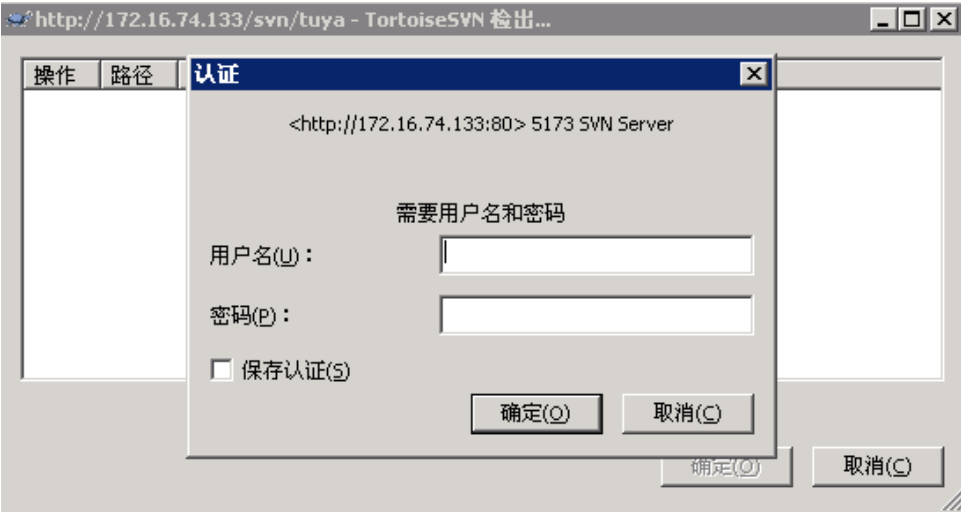 http://172.16.74.133/svn/tuya - TortoiseSVN 检出...
操作 路径
认证
<http://172.16.74.133:80> 5173 SVN Server
需要用户名和密码
用户名(U)：
密码(P)：
保存认证(S)
确定(O) 取消(C)
确定(O) 取消(C)